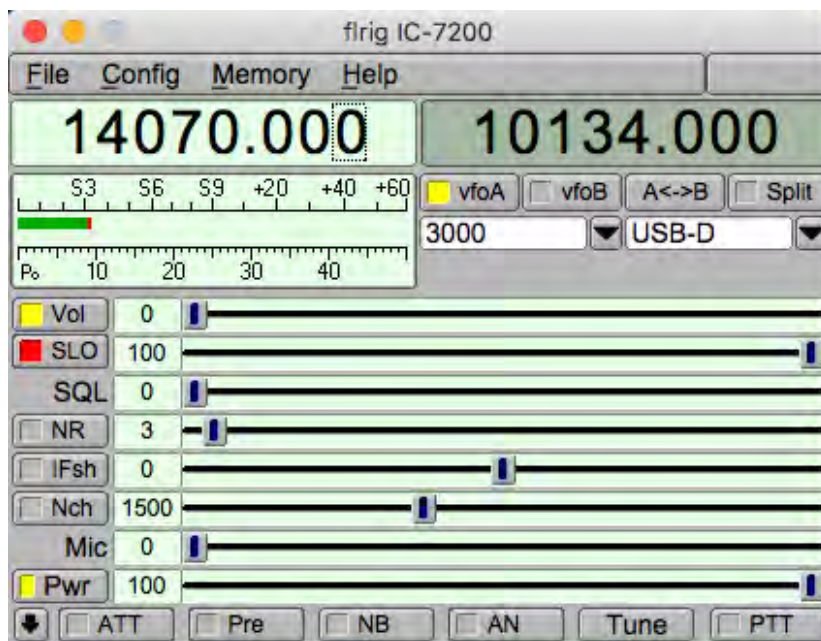 flrig IC-7200
File Config Memory Help
14070.000 10134.000
S3 S6 S9 +20 +40 +60
vfoA vfoB A<->B Split
3000 USB-D
Po 10 20 30 40
Vol 0
SLO 100
SQL 0
NR 3
IFsh 0
Nch 1500
Mic 0
Pwr 100
ATT Pre NB AN Tune PTT